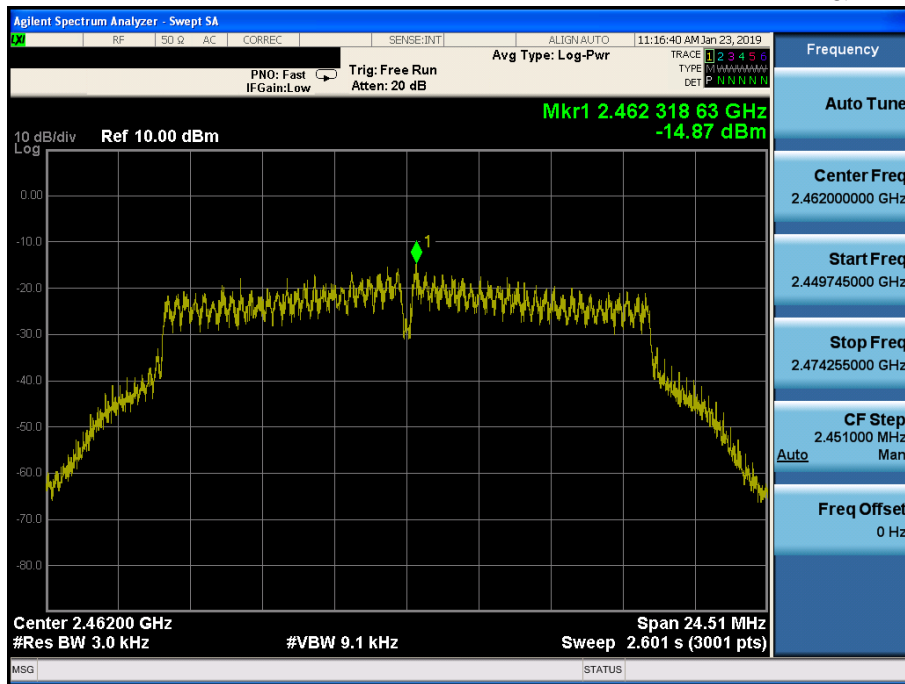 Agilent Spectrum Analyzer - Swept SA
LXI RF 50 Ω AC CORREC SENSE:INT ALIGN AUTO 11:16:40 AM Jan 23, 2019
Avg Type: Log-Pwr
TRACE 1 2 3 4 5 6
PNO: Fast Trig: Free Run
TYPE M WWWWW
IFGain:Low Atten: 20 dB
DET P N N N N N
Mkr1 2.462 318 63 GHz
-14.87 dBm
10 dB/div Ref 10.00 dBm
Log
0.00
-10.0
-20.0
-30.0
-40.0
-50.0
-60.0
-70.0
-80.0
1
Center 2.46200 GHz Span 24.51 MHz
#Res BW 3.0 kHz #VBW 9.1 kHz Sweep 2.601 s (3001 pts)
MSG STATUS
Frequency
Auto Tune
Center Freq
2.462000000 GHz
Start Freq
2.449745000 GHz
Stop Freq
2.474255000 GHz
CF Step
2.451000 MHz
Auto Man
Freq Offset
0 Hz